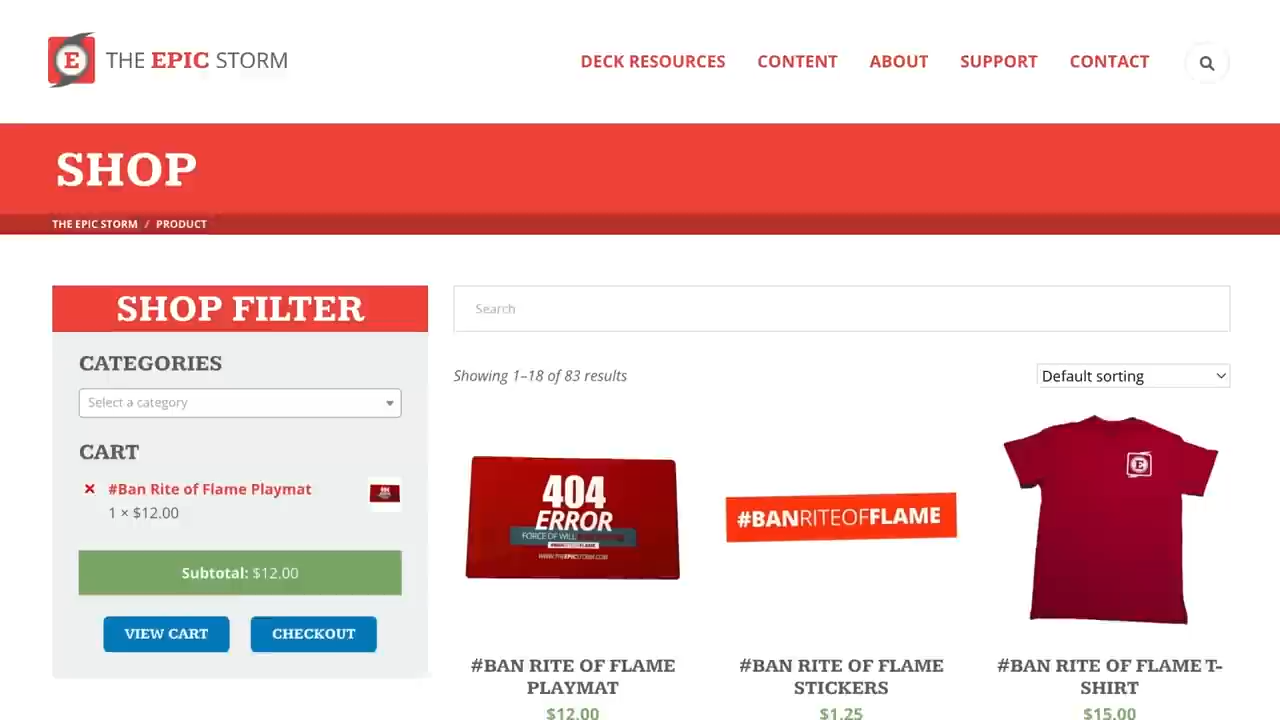 E THE EPIC STORM
DECK RESOURCES CONTENT ABOUT SUPPORT CONTACT
SHOP
THE EPIC STORM / PRODUCT
SHOP FILTER
CATEGORIES
Select a category
CART
× #Ban Rite of Flame Playmat
1 × $12.00
Subtotal: $12.00
VIEW CART CHECKOUT
Search
Showing 1–18 of 83 results
Default sorting
404
ERROR
FORCE OF WILL
#BANRITEOFFLAME
WWW.THEEPICSTORM.COM
#BANRITEOFFLAME
E
#BAN RITE OF FLAME
PLAYMAT
$12.00
#BAN RITE OF FLAME
STICKERS
$1.25
#BAN RITE OF FLAME T-
SHIRT
$15.00